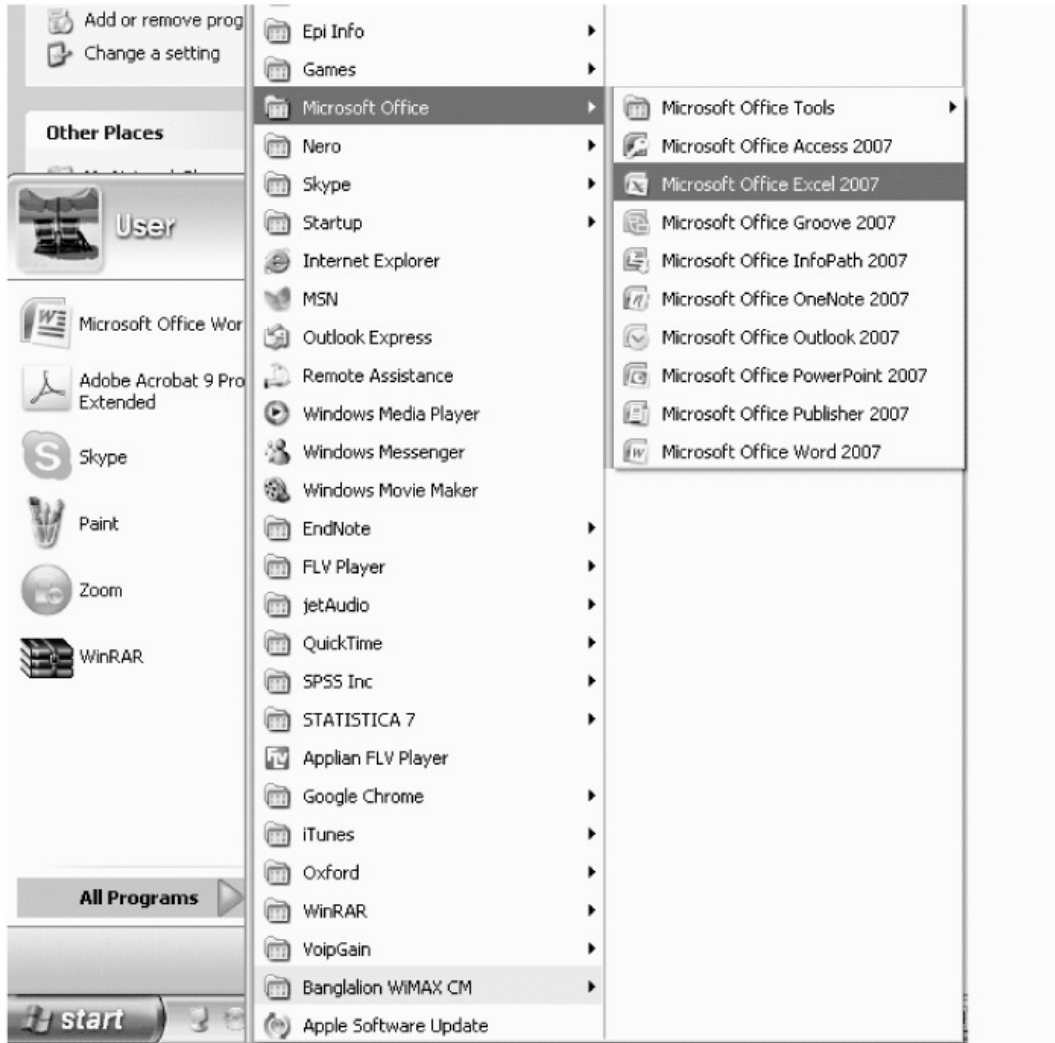 Add or remove prog
Change a setting
Other Places
User
Microsoft Office Wor
Adobe Acrobat 9 Pro
Extended
Skype
Paint
Zoom
WinRAR
All Programs
start
Epi Info
Games
Microsoft Office
Nero
Skype
Startup
Internet Explorer
MSN
Outlook Express
Remote Assistance
Windows Media Player
Windows Messenger
Windows Movie Maker
EndNote
FLV Player
jetAudio
QuickTime
SPSS Inc
STATISTICA 7
Applian FLV Player
Google Chrome
iTunes
Oxford
WinRAR
VoipGain
Banglalion WiMAX CM
Apple Software Update
Microsoft Office Tools
Microsoft Office Access 2007
Microsoft Office Excel 2007
Microsoft Office Groove 2007
Microsoft Office InfoPath 2007
Microsoft Office OneNote 2007
Microsoft Office Outlook 2007
Microsoft Office PowerPoint 2007
Microsoft Office Publisher 2007
Microsoft Office Word 2007